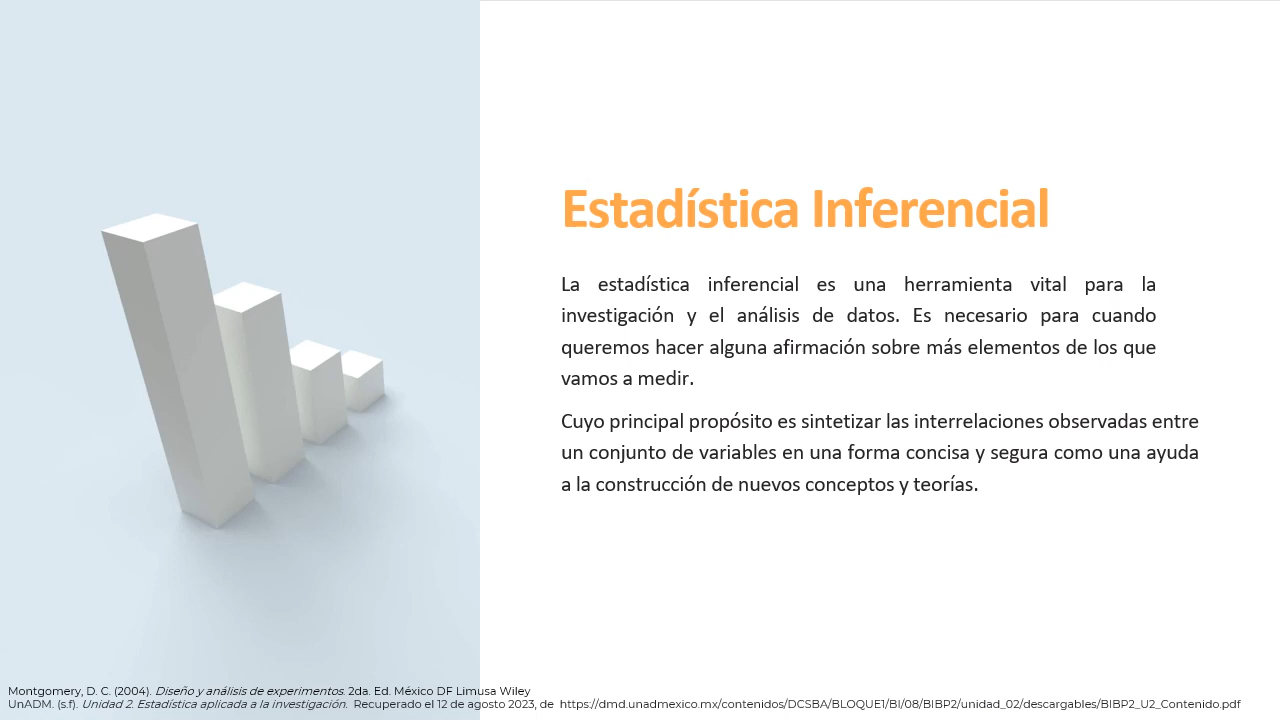 Estadística Inferencial
La estadística inferencial es una herramienta vital para la
investigación y el análisis de datos. Es necesario para cuando
queremos hacer alguna afirmación sobre más elementos de los que
vamos a medir.
Cuyo principal propósito es sintetizar las interrelaciones observadas entre
un conjunto de variables en una forma concisa y segura como una ayuda
a la construcción de nuevos conceptos y teorías.
Montgomery, D. C. (2004). Diseño y análisis de experimentos. 2da. Ed. México DF Limusa Wiley
UnADM. (s.f). Unidad 2. Estadística aplicada a la investigación. Recuperado el 12 de agosto 2023, de https://dmd.unadmexico.mx/contenidos/DCSBA/BLOQUE1/BI/08/BIBP2/unidad_02/descargables/BIBP2_U2_Contenido.pdf